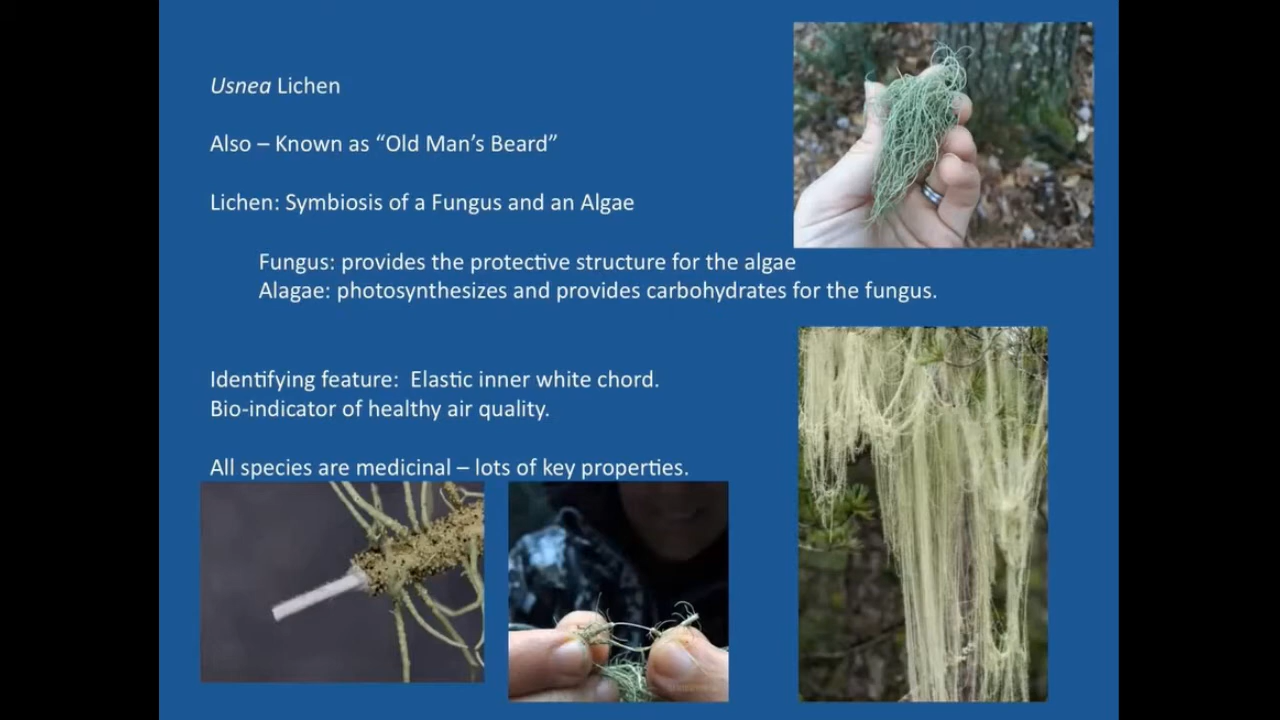 Usnea Lichen
Also – Known as “Old Man’s Beard”
Lichen: Symbiosis of a Fungus and an Algae
Fungus: provides the protective structure for the algae
Alagae: photosynthesizes and provides carbohydrates for the fungus.
Identifying feature:  Elastic inner white chord.
Bio-indicator of healthy air quality.
All species are medicinal – lots of key properties.